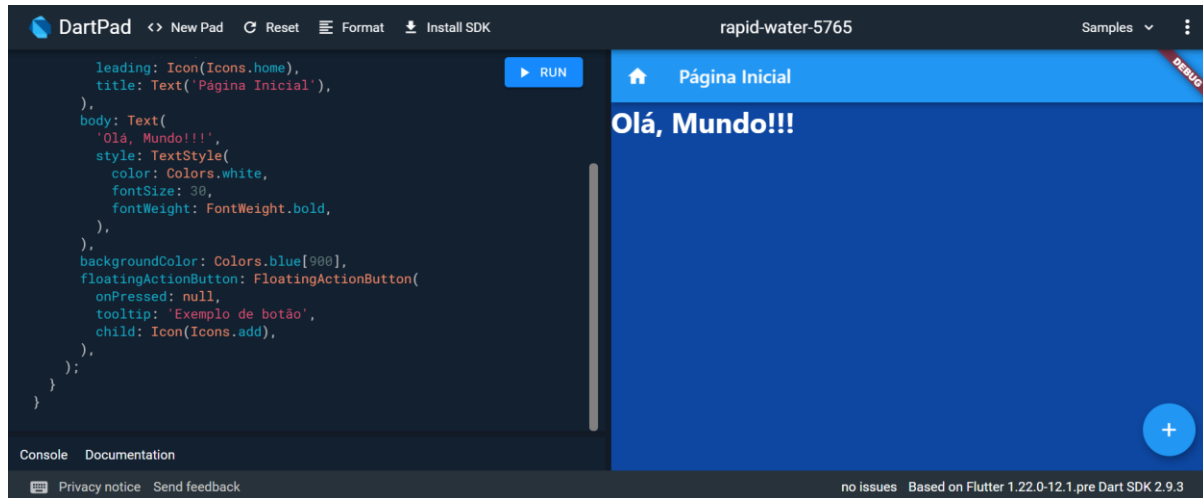 DartPad <> New Pad Reset Format Install SDK rapid-water-5765 Samples
leading: Icon(Icons.home),
title: Text('Página Inicial'),
),
body: Text(
'Olá, Mundo!!!',
style: TextStyle(
color: Colors.white,
fontSize: 30,
fontWeight: FontWeight.bold,
),
),
backgroundColor: Colors.blue[900],
floatingActionButton: FloatingActionButton(
onPressed: null,
tooltip: 'Exemplo de botão',
child: Icon(Icons.add),
),
);
}
}
RUN
Página Inicial
DEBUG
Olá, Mundo!!!
+
Console Documentation
Privacy notice Send feedback
no issues Based on Flutter 1.22.0-12.1.pre Dart SDK 2.9.3